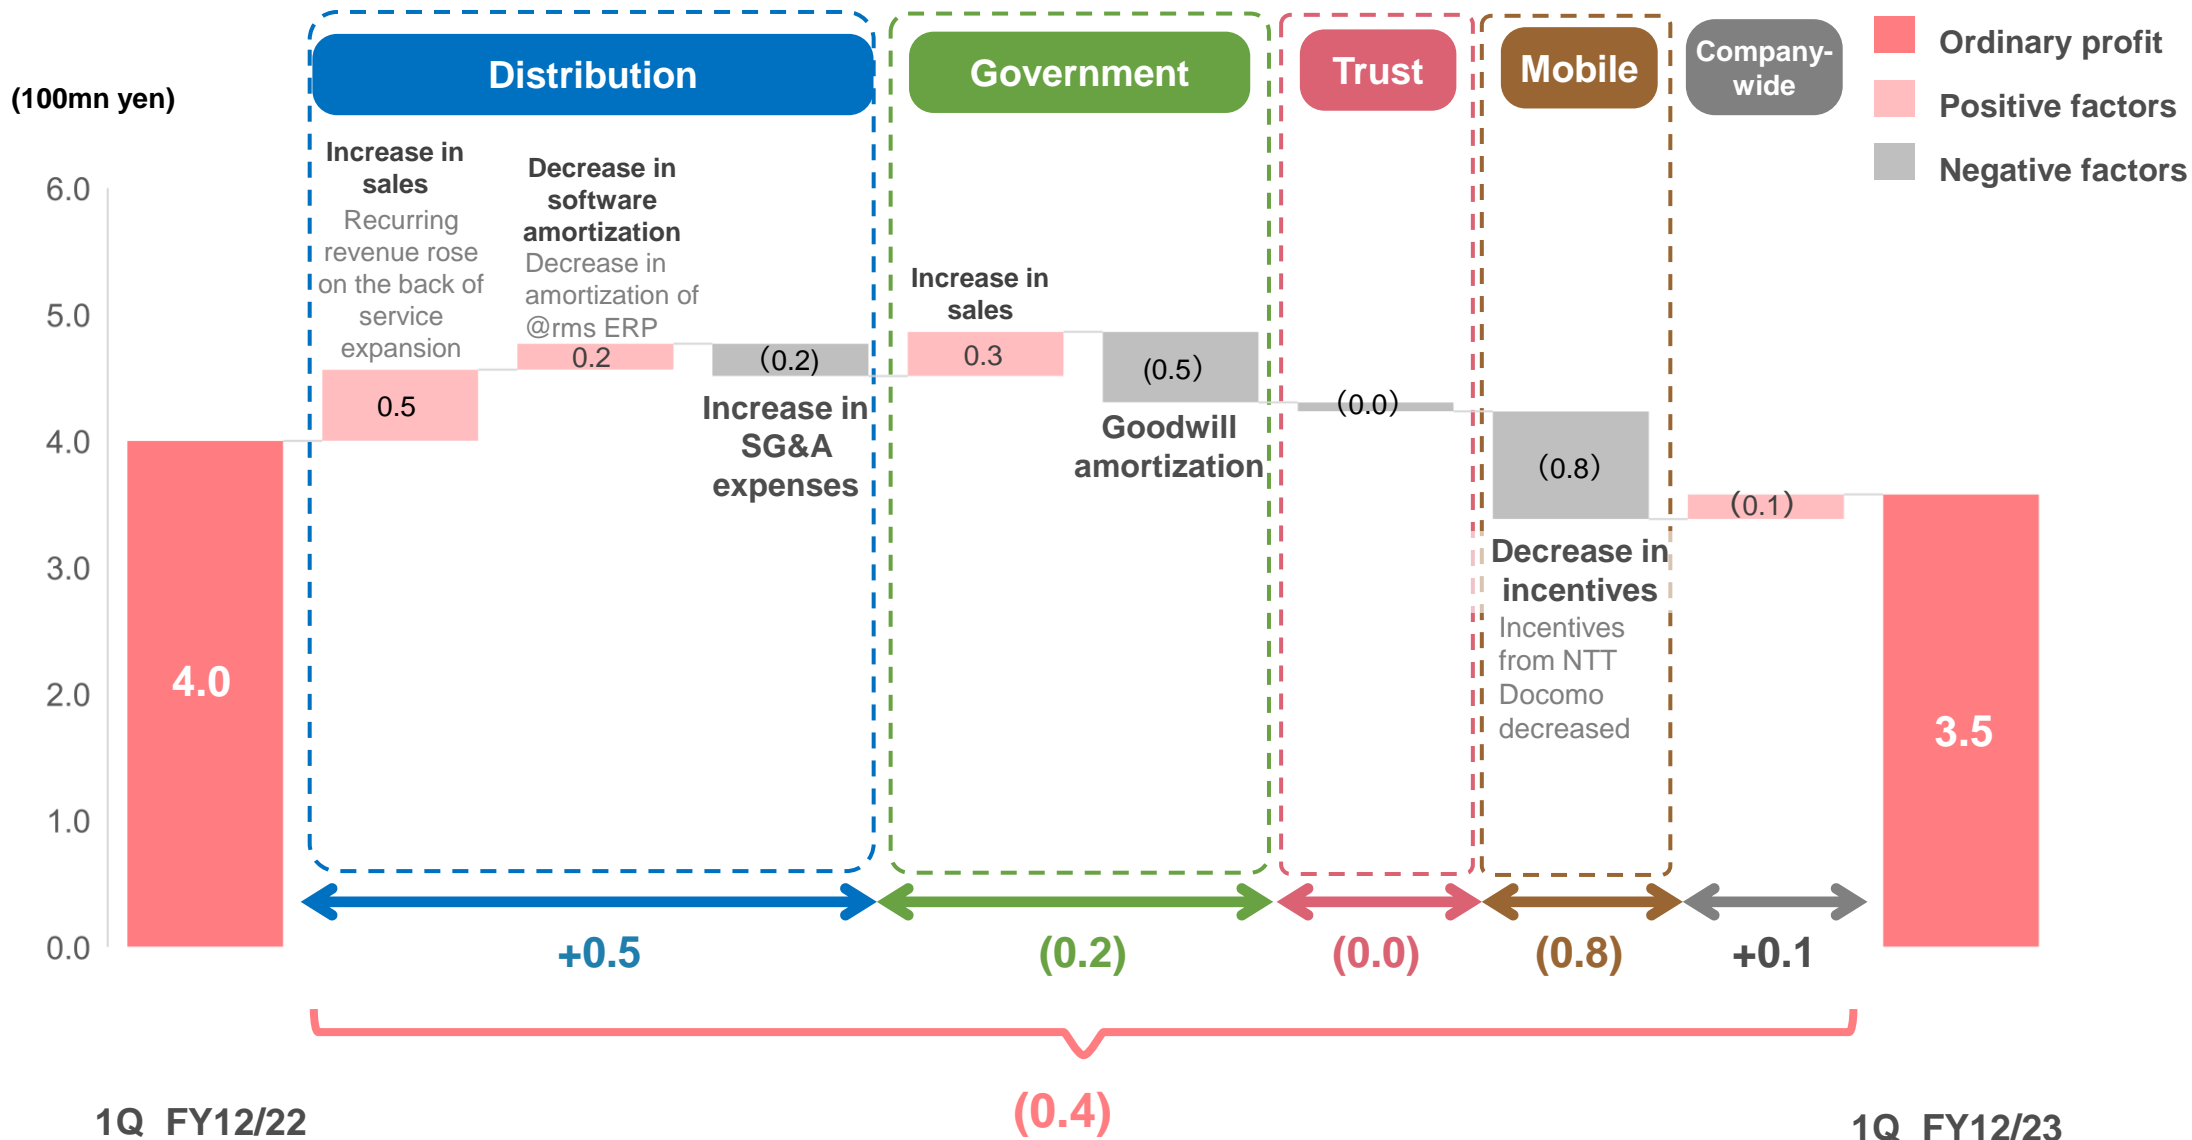 (100mn yen)
Distribution
Government
Trust
Mobile
Company-
wide
Ordinary profit
Positive factors
Negative factors
6.0
5.0
4.0
3.0
2.0
1.0
0.0
Increase in
sales
Recurring
revenue rose
on the back of
service
expansion
0.5
Decrease in
software
amortization
Decrease in
amortization of
@rms ERP
0.2
(0.2)
Increase in
SG&A
expenses
Increase in
sales
0.3
(0.5)
Goodwill
amortization
(0.0)
(0.8)
Decrease in
incentives
Incentives
from NTT
Docomo
decreased
(0.1)
4.0
3.5
+0.5
(0.2)
(0.0)
(0.8)
+0.1
(0.4)
1Q FY12/22
1Q FY12/23